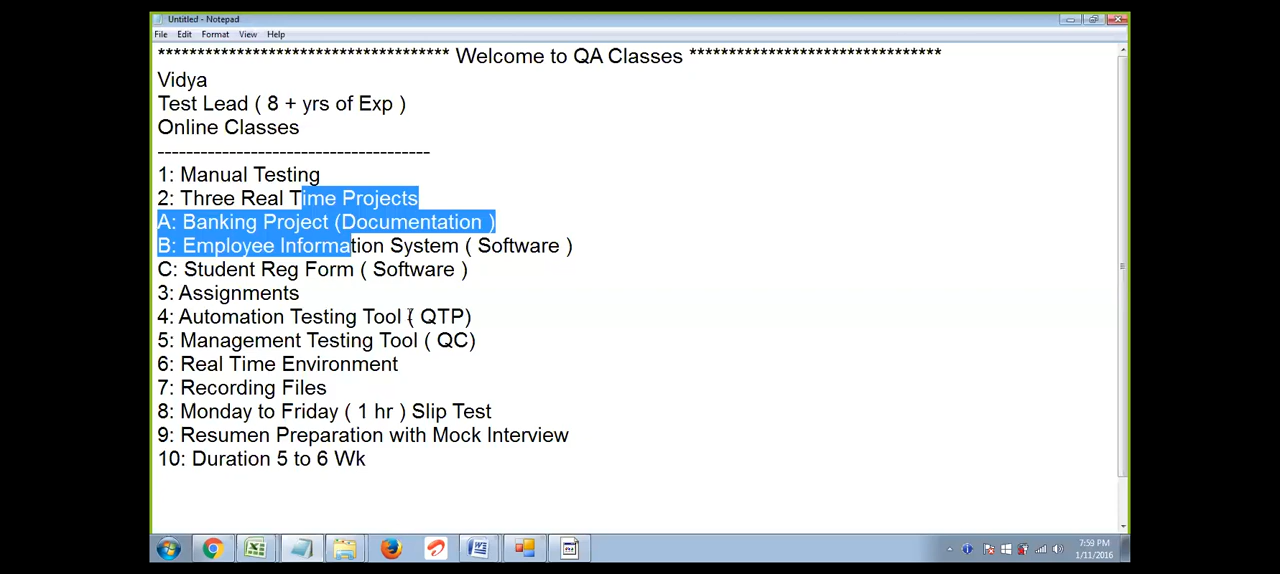 Untitled - Notepad
File Edit Format View Help
************************************* Welcome to QA Classes ********************************
Vidya
Test Lead ( 8 + yrs of Exp )
Online Classes
--------------------------------------
1: Manual Testing
2: Three Real Time Projects
A: Banking Project (Documentation )
B: Employee Information System ( Software )
C: Student Reg Form ( Software )
3: Assignments
4: Automation Testing Tool ( QTP)
5: Management Testing Tool ( QC)
6: Real Time Environment
7: Recording Files
8: Monday to Friday ( 1 hr ) Slip Test
9: Resumen Preparation with Mock Interview
10: Duration 5 to 6 Wk
7:59 PM
1/11/2016